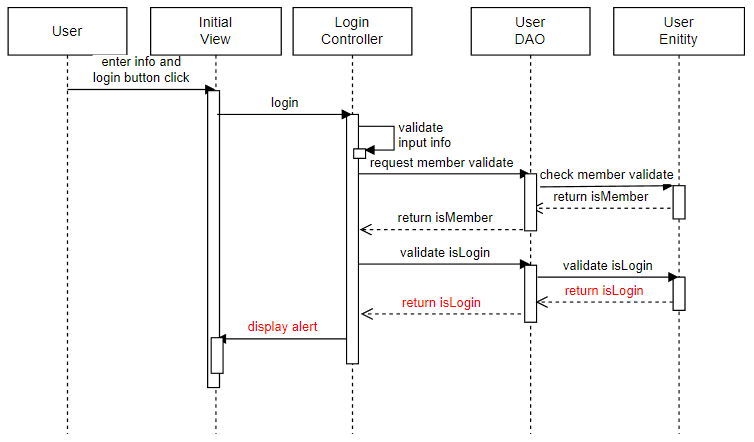 User
Initial
View
Login
Controller
User
DAO
User
Enitity
enter info and
login button click
login
validate
input info
request member validate
check member validate
return isMember
return isMember
validate isLogin
validate isLogin
return isLogin
return isLogin
display alert